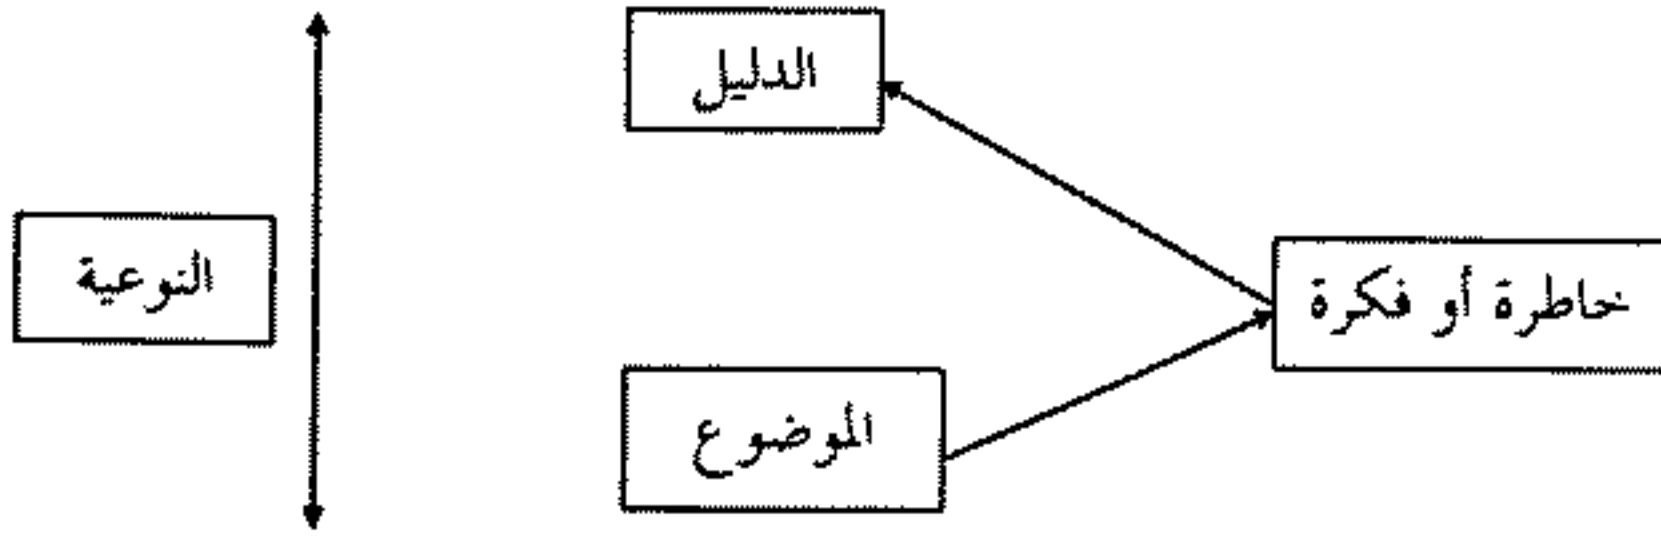 الدليل
خاطرة أو فكرة
النوعية
الموضوع